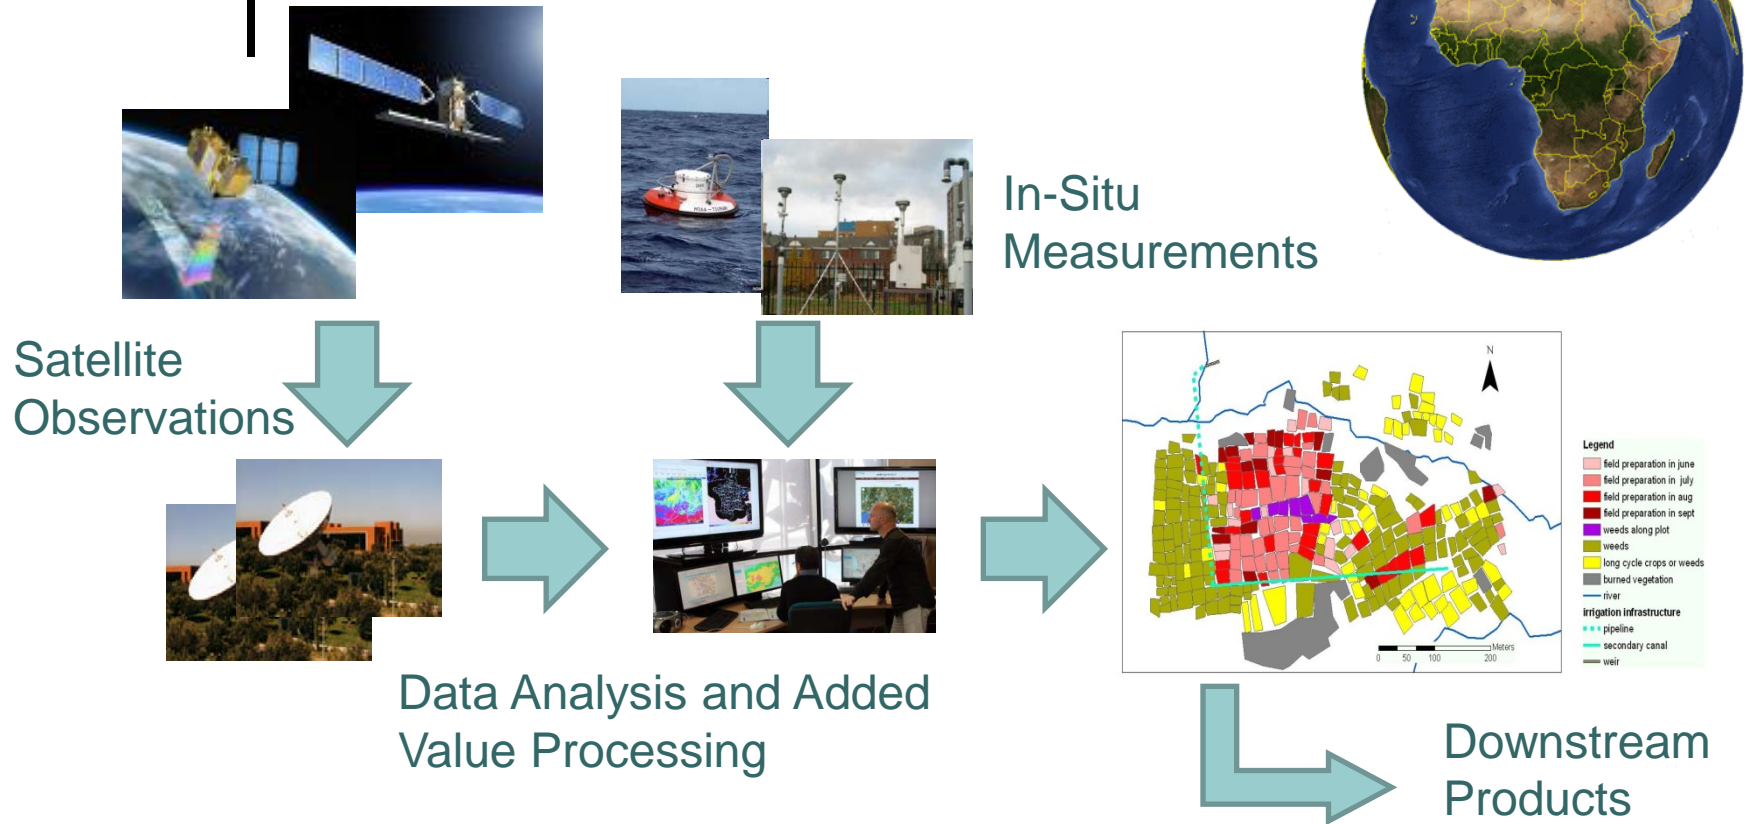 In-Situ
Measurements
Satellite
Observations
N
Legend
field preparation in june
field preparation in july
field preparation in aug
field preparation in sept
weeds along plot
weeds
long cycle crops or weeds
burned vegetation
river
irrigation infrastructure
pipeline
secondary canal
weir
Meters
0 50 100 200
Data Analysis and Added
Value Processing
Downstream
Products